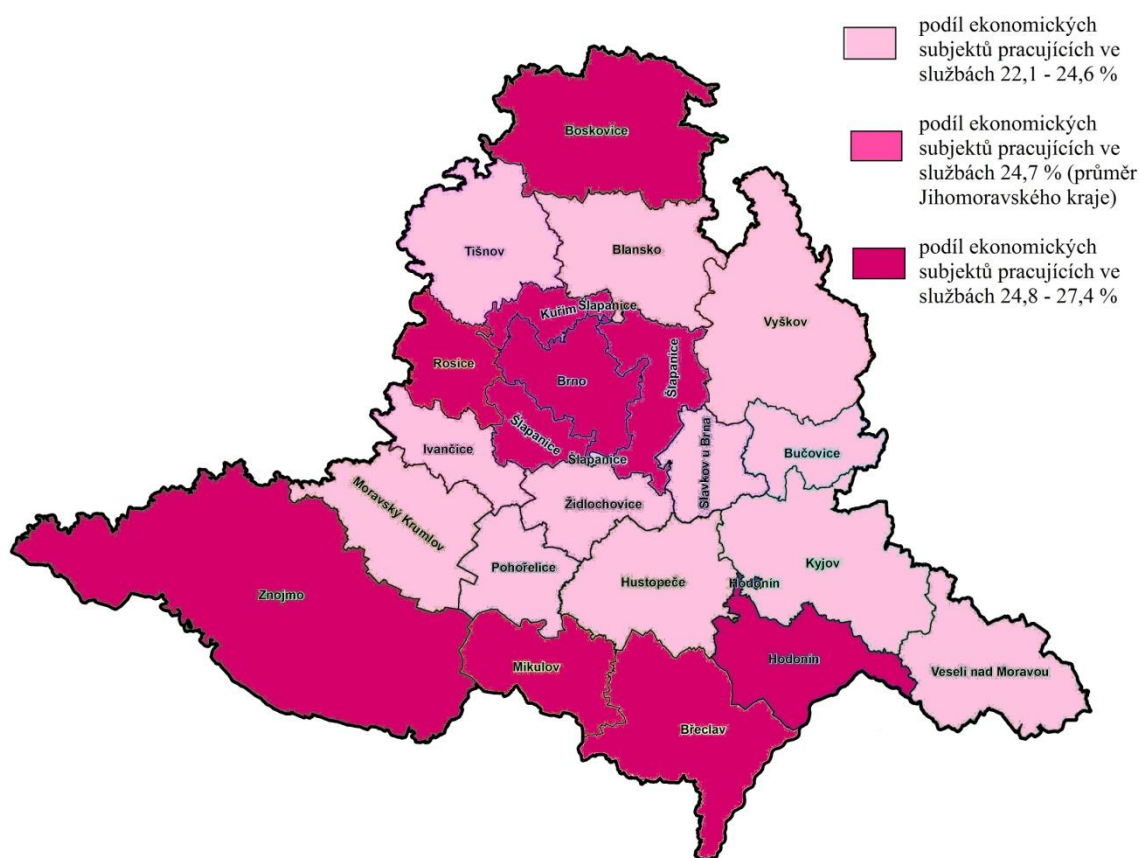 podíl ekonomických
subjektů pracujících ve
službách 22,1 - 24,6 %
podíl ekonomických
subjektů pracujících ve
službách 24,7 % (průměr
Jihomoravského kraje)
podíl ekonomických
subjektů pracujících ve
službách 24,8 - 27,4 %
Boskovice
Tišnov
Blansko
Kuřim
Šlapanice
Vyškov
Rosice
Brno
Šlapanice
Šlapanice
Ivančice
Šlapanice
Slavkov u Brna
Bučovice
Moravský Krumlov
Židlochovice
Pohořelice
Hustopeče
Hodonín
Kyjov
Znojmo
Mikulov
Hodonín
Veselí nad Moravou
Břeclav